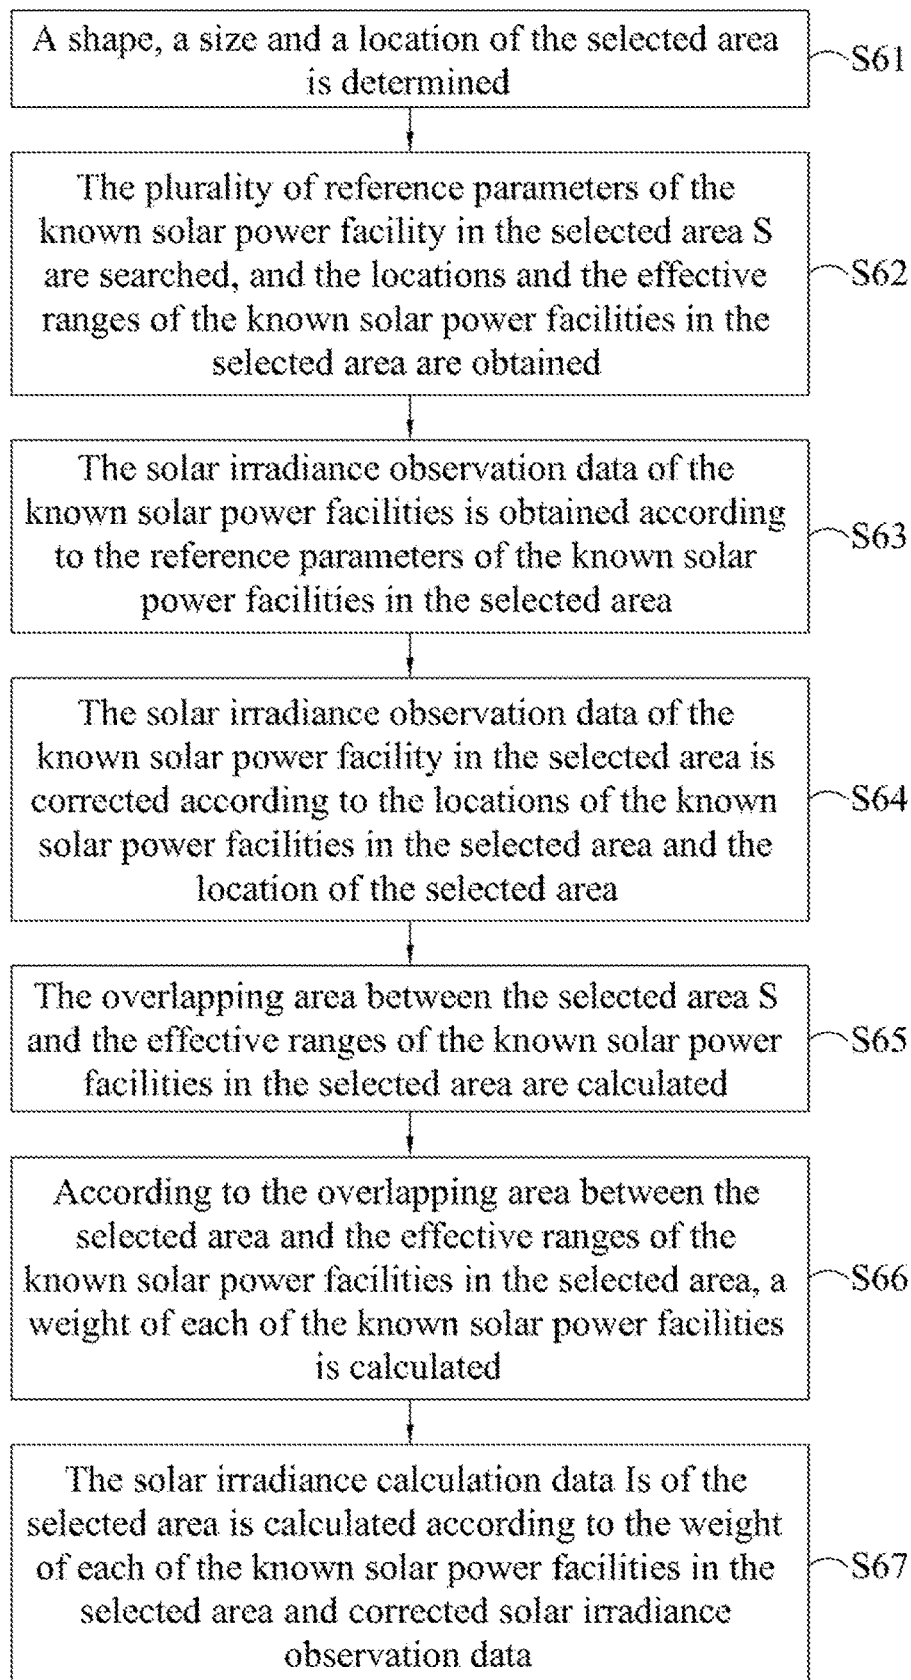 A shape, a size and a location of the selected area
is determined
S61
The plurality of reference parameters of the
known solar power facility in the selected area S
are searched, and the locations and the effective
ranges of the known solar power facilities in the
selected area are obtained
S62
The solar irradiance observation data of the
known solar power facilities is obtained according
to the reference parameters of the known solar
power facilities in the selected area
S63
The solar irradiance observation data of the
known solar power facility in the selected area is
corrected according to the locations of the known
solar power facilities in the selected area and the
location of the selected area
S64
The overlapping area between the selected area S
and the effective ranges of the known solar power
facilities in the selected area are calculated
S65
According to the overlapping area between the
selected area and the effective ranges of the
known solar power facilities in the selected area, a
weight of each of the known solar power facilities
is calculated
S66
The solar irradiance calculation data Is of the
selected area is calculated according to the weight
of each of the known solar power facilities in the
selected area and corrected solar irradiance
observation data
S67